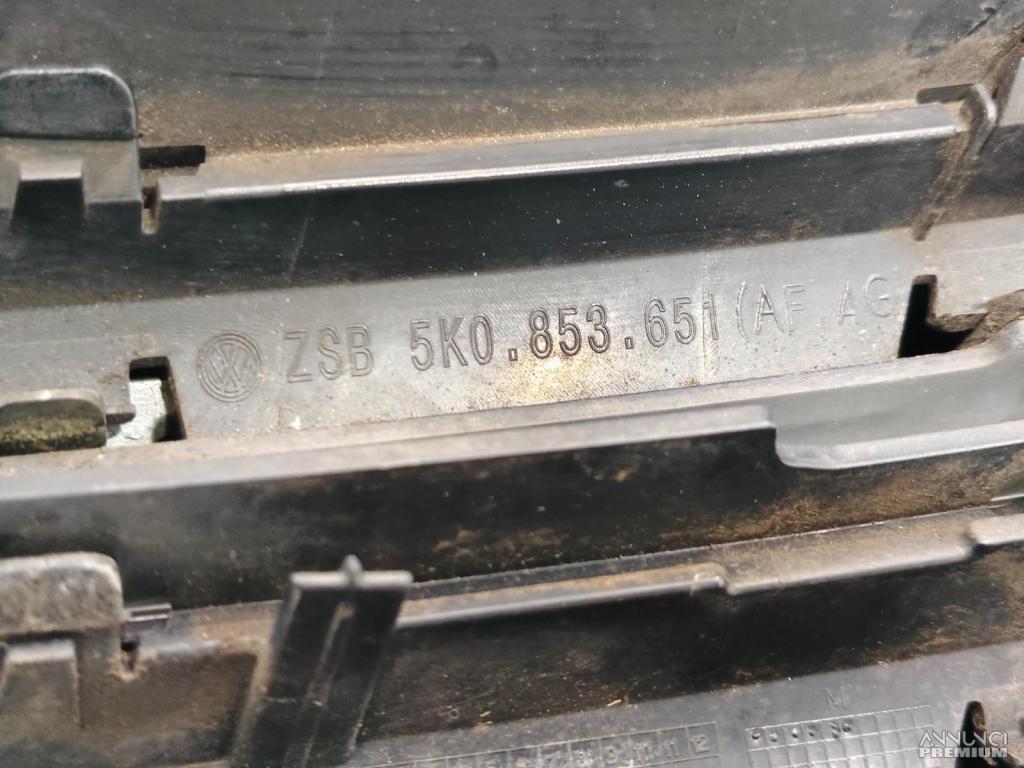 ZSB 5K0.853.651 (AF AG
ANNUNCI
PREMIUM